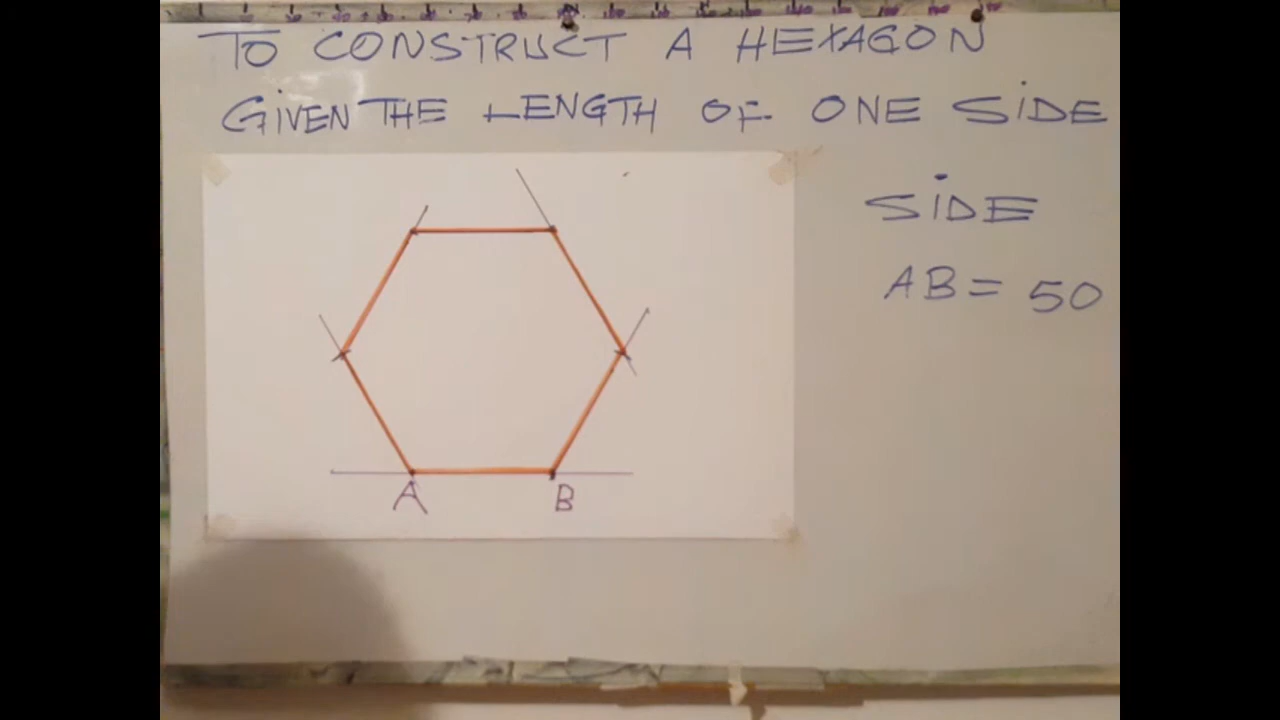 TO CONSTRUCT A HEXAGON
GIVEN THE LENGTH OF ONE SIDE
SIDE
AB = 50
A B